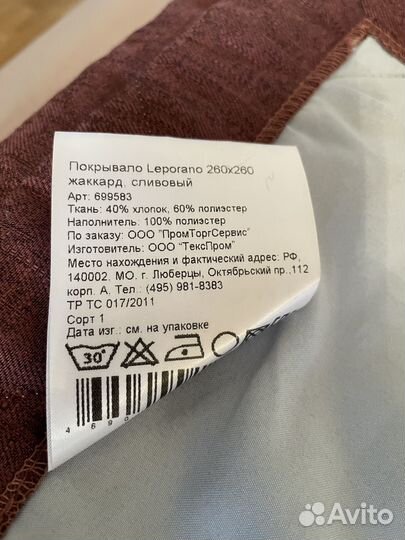 Покрывало Leporano 260x260
жаккард. сливовый
Арт: 699583
Ткань: 40% хлопок, 60% полиэстер
Наполнитель: 100% полиэстер
По заказу: ООО "ПромТоргСервис"
Изготовитель: ООО "ТексПром"
Место нахождения и фактический адрес: РФ,
140002. МО. г. Люберцы, Октябрьский пр.,112
корп. А. Тел.: (495) 981-8383
ТР ТС 017/2011
Сорт 1
Дата изг.: см. на упаковке
30°
Avito